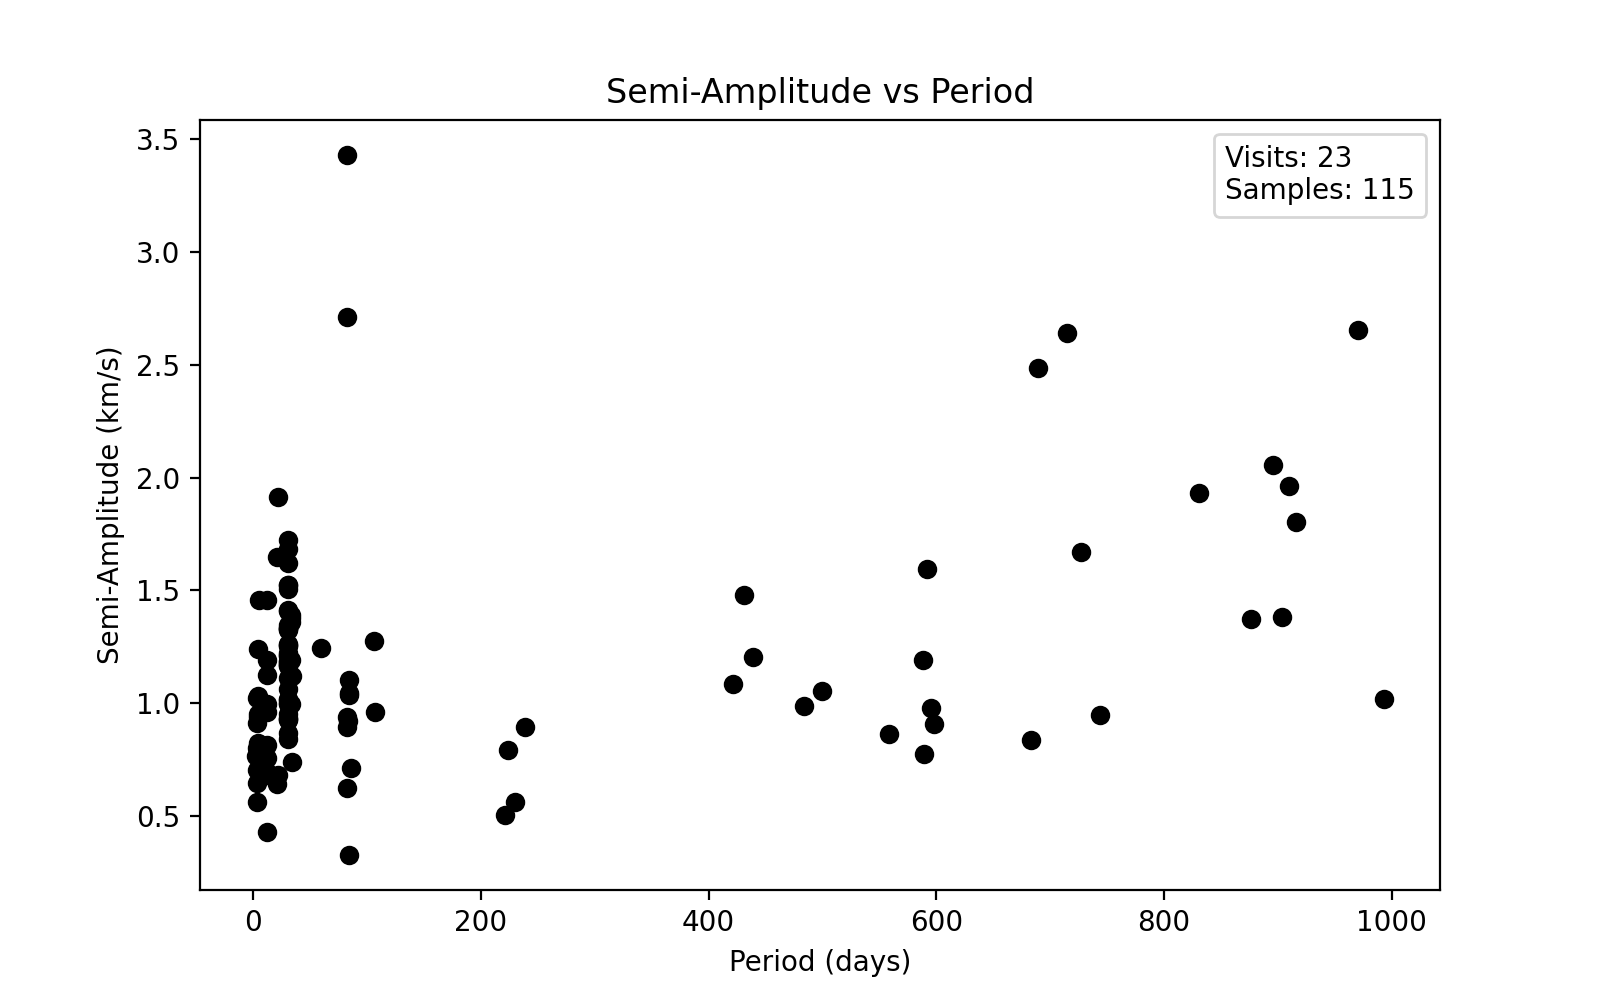 Semi-Amplitude vs Period
Visits: 23
Samples: 115
Semi-Amplitude (km/s)
3.5
3.0
2.5
2.0
1.5
1.0
0.5
0 200 400 600 800 1000
Period (days)